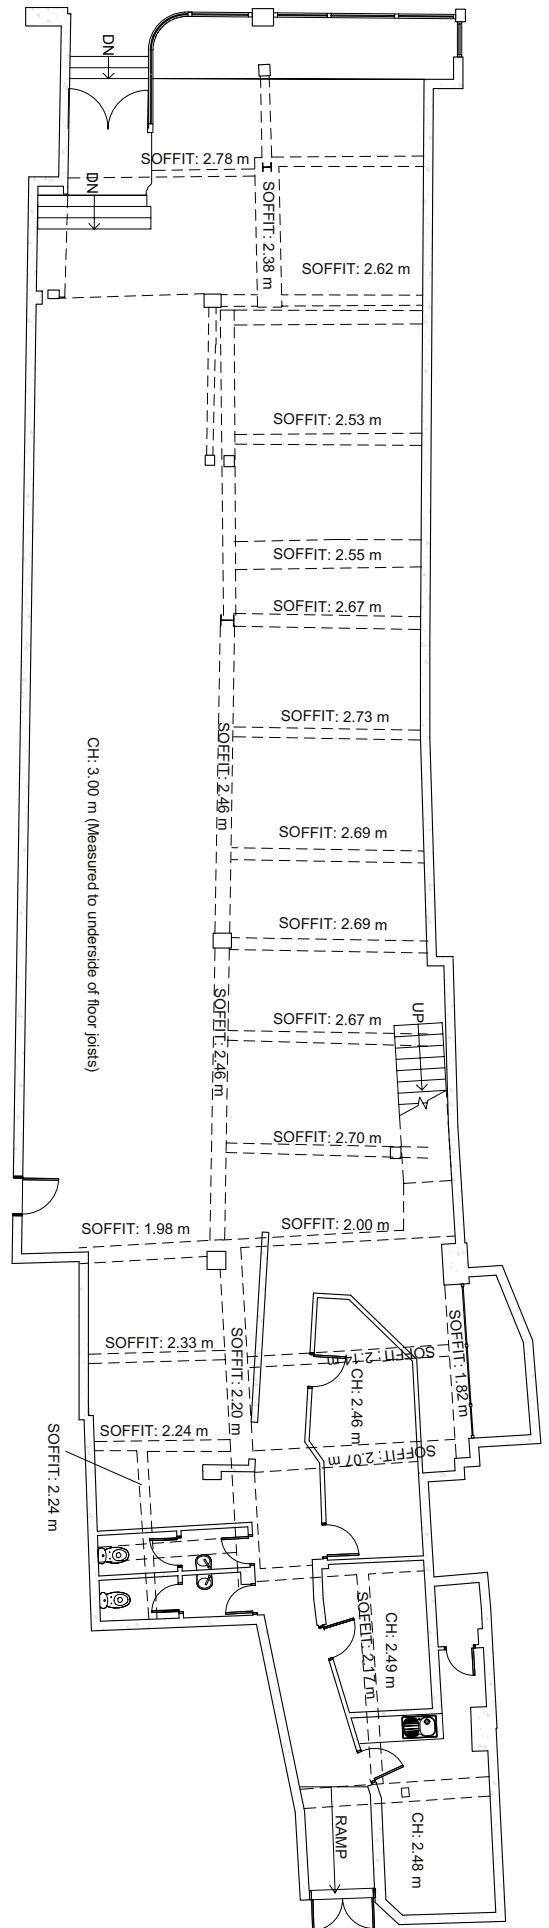 DN
SOFFIT: 2.78 m
DN
SOFFIT: 2.38 m
SOFFIT: 2.62 m
SOFFIT: 2.53 m
SOFFIT: 2.55 m
SOFFIT: 2.67 m
SOFFIT: 2.73 m
SOFFIT: 2.46 m
CH: 3.00 m (Measured to underside of floor joists)
SOFFIT: 2.69 m
SOFFIT: 2.69 m
SOFFIT: 2.46 m
SOFFIT: 2.67 m
UP
SOFFIT: 2.70 m
SOFFIT: 1.98 m
SOFFIT: 2.00 m
SOFFIT: 2.33 m
SOFFIT: 2.20 m
SOFFIT: 2.14 m
SOFFIT: 1.82 m
CH: 2.46 m
SOFFIT: 2.24 m
SOFFIT: 2.07 m
SOFFIT: 2.24 m
SOFFIT: 2.17 m
CH: 2.49 m
RAMP
CH: 2.48 m